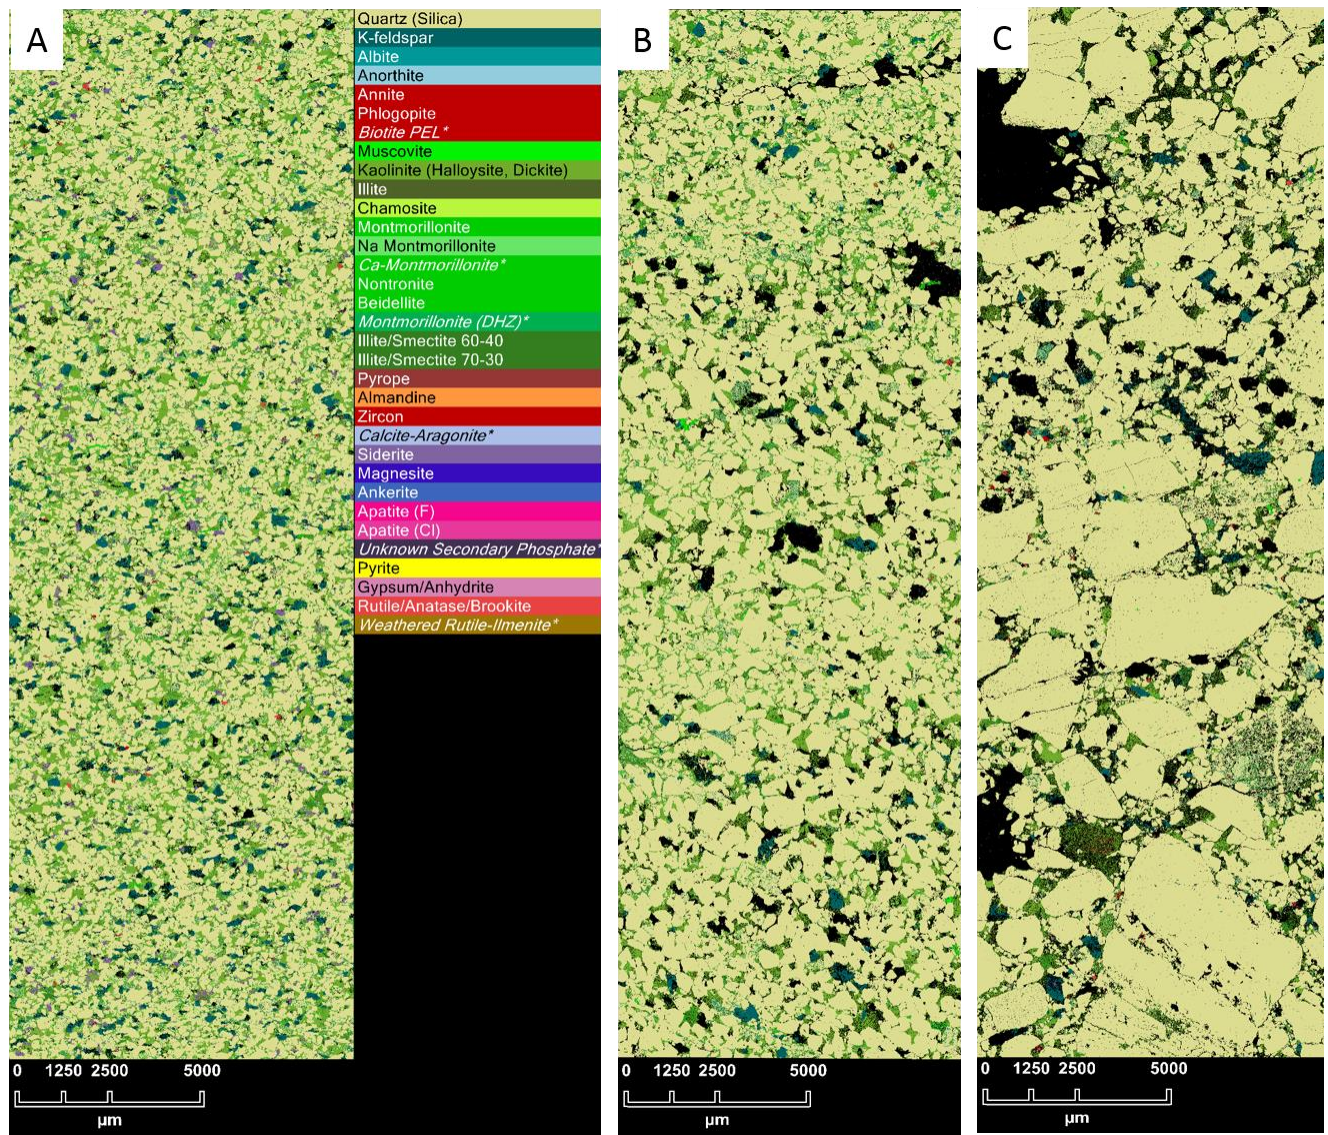 A
Quartz (Silica)
K-feldspar
Albite
Anorthite
Annite
Phlogopite
Biotite PEL*
Muscovite
Kaolinite (Halloysite, Dickite)
Illite
Chamosite
Montmorillonite
Na Montmorillonite
Ca-Montmorillonite*
Nontronite
Beidellite
Montmorillonite (DHZ)*
Illite/Smectite 60-40
Illite/Smectite 70-30
Pyrope
Almandine
Zircon
Calcite-Aragonite*
Siderite
Magnesite
Ankerite
Apatite (F)
Apatite (Cl)
Unknown Secondary Phosphate*
Pyrite
Gypsum/Anhydrite
Rutile/Anatase/Brookite
Weathered Rutile-Ilmenite*
0 1250 2500 5000
µm
B
0 1250 2500 5000
µm
C
0 1250 2500 5000
µm